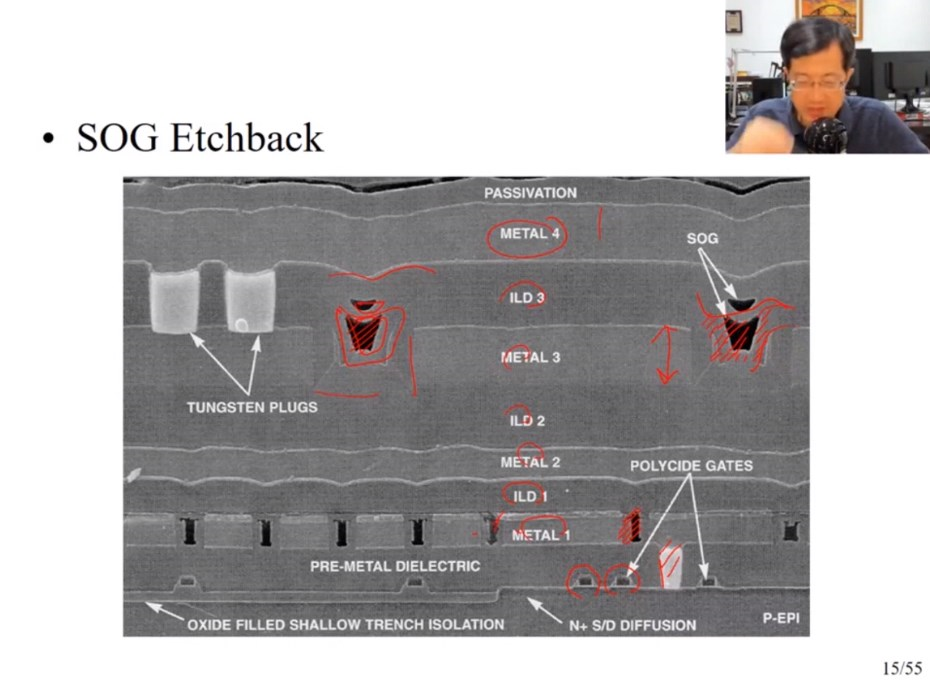 • SOG Etchback
PASSIVATION
METAL 4
SOG
ILD 3
METAL 3
TUNGSTEN PLUGS
ILD 2
METAL 2
POLYCIDE GATES
ILD 1
METAL 1
PRE-METAL DIELECTRIC
OXIDE FILLED SHALLOW TRENCH ISOLATION
N+ S/D DIFFUSION
P-EPI
15/55